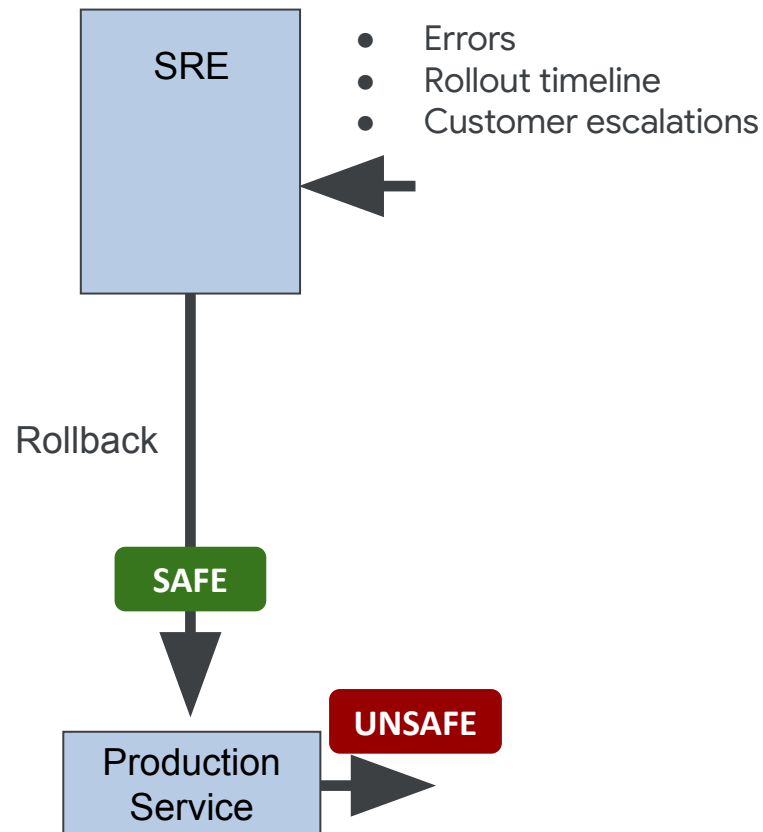 SRE
● Errors
● Rollout timeline
● Customer escalations
Rollback
SAFE
UNSAFE
Production
Service